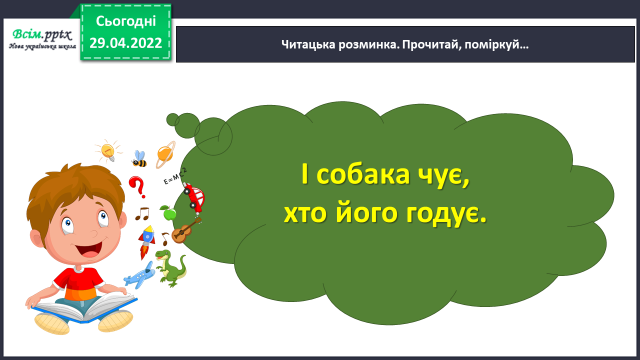 Всім.pptx
Нова українська школа
Сьогодні
29.04.2022
Читацька розминка. Прочитай, поміркуй…
E=MC²
І собака чує,
хто його годує.